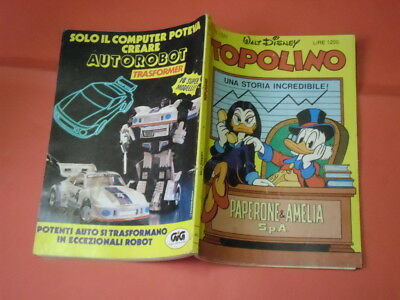 SOLO IL COMPUTER POTEVA
CREARE
AUTOROBOT
TRASFORMER
POTENTI AUTO SI TRASFORMANO
IN ECCEZIONALI ROBOT
GiG
WALT DISNEY
TOPOLINO
LIRE 1200
UNA STORIA INCREDIBILE!
PAPERONE & AMELIA
S.p.A.